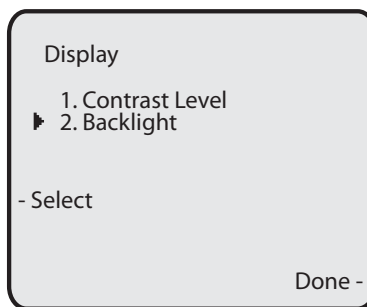 Display
1. Contrast Level
2. Backlight
- Select
Done -